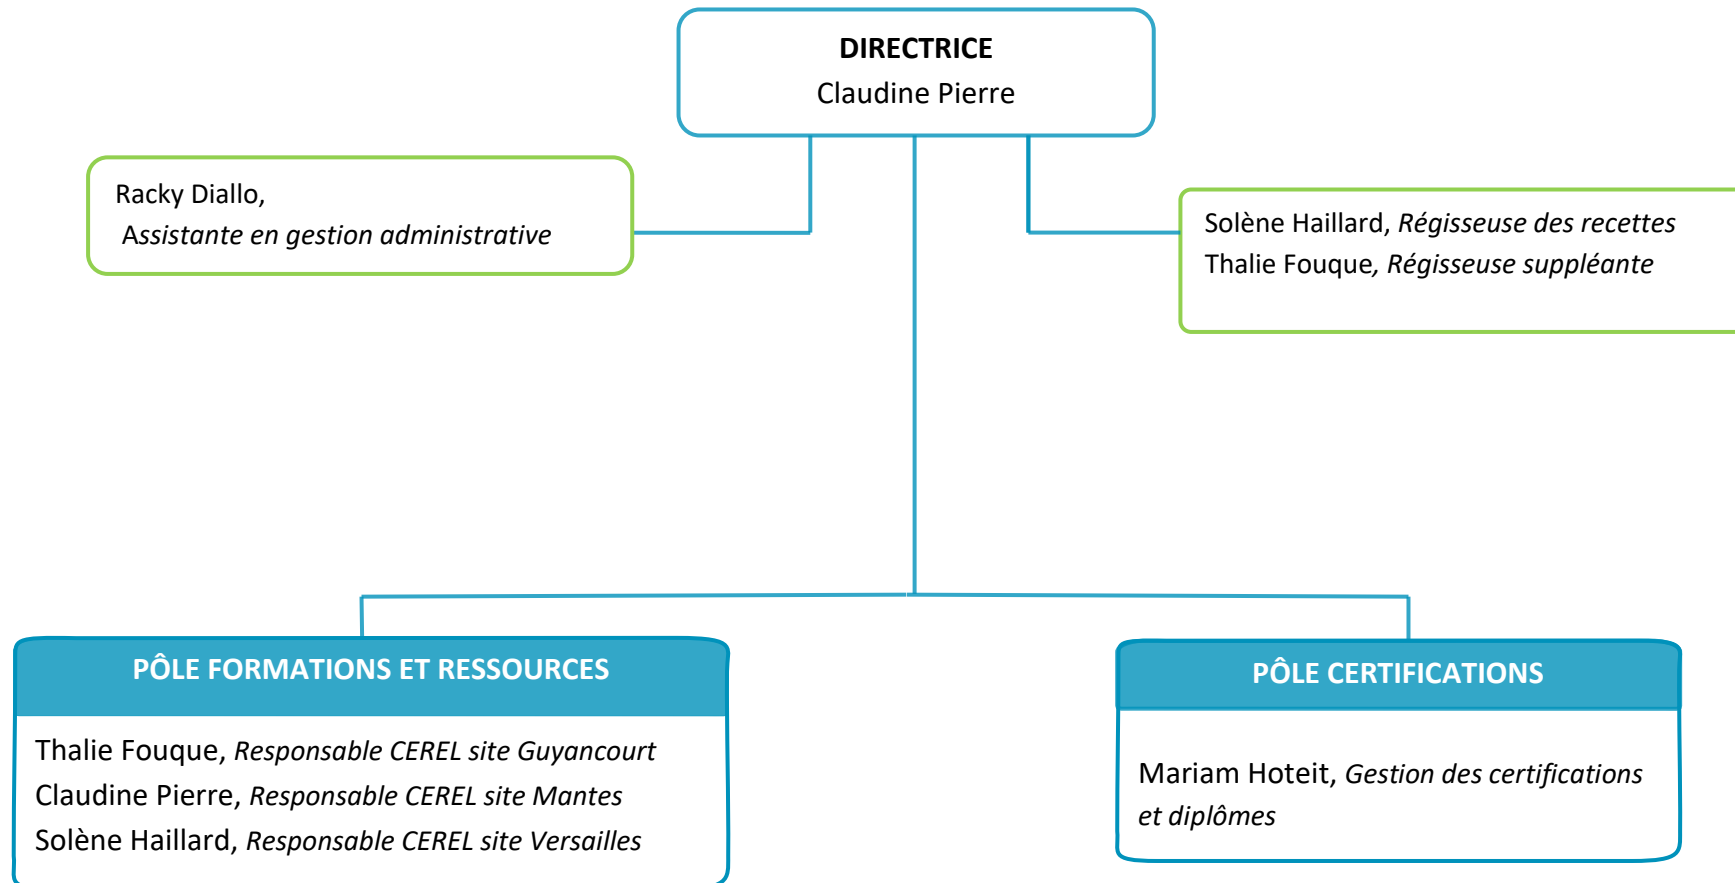 DIRECTRICE
Claudine Pierre
Racky Diallo,
Assistante en gestion administrative
Solène Haillard, Régisseuse des recettes
Thalie Fouque, Régisseuse suppléante
PÔLE FORMATIONS ET RESSOURCES
Thalie Fouque, Responsable CEREL site Guyancourt
Claudine Pierre, Responsable CEREL site Mantes
Solène Haillard, Responsable CEREL site Versailles
PÔLE CERTIFICATIONS
Mariam Hoteit, Gestion des certifications
et diplômes